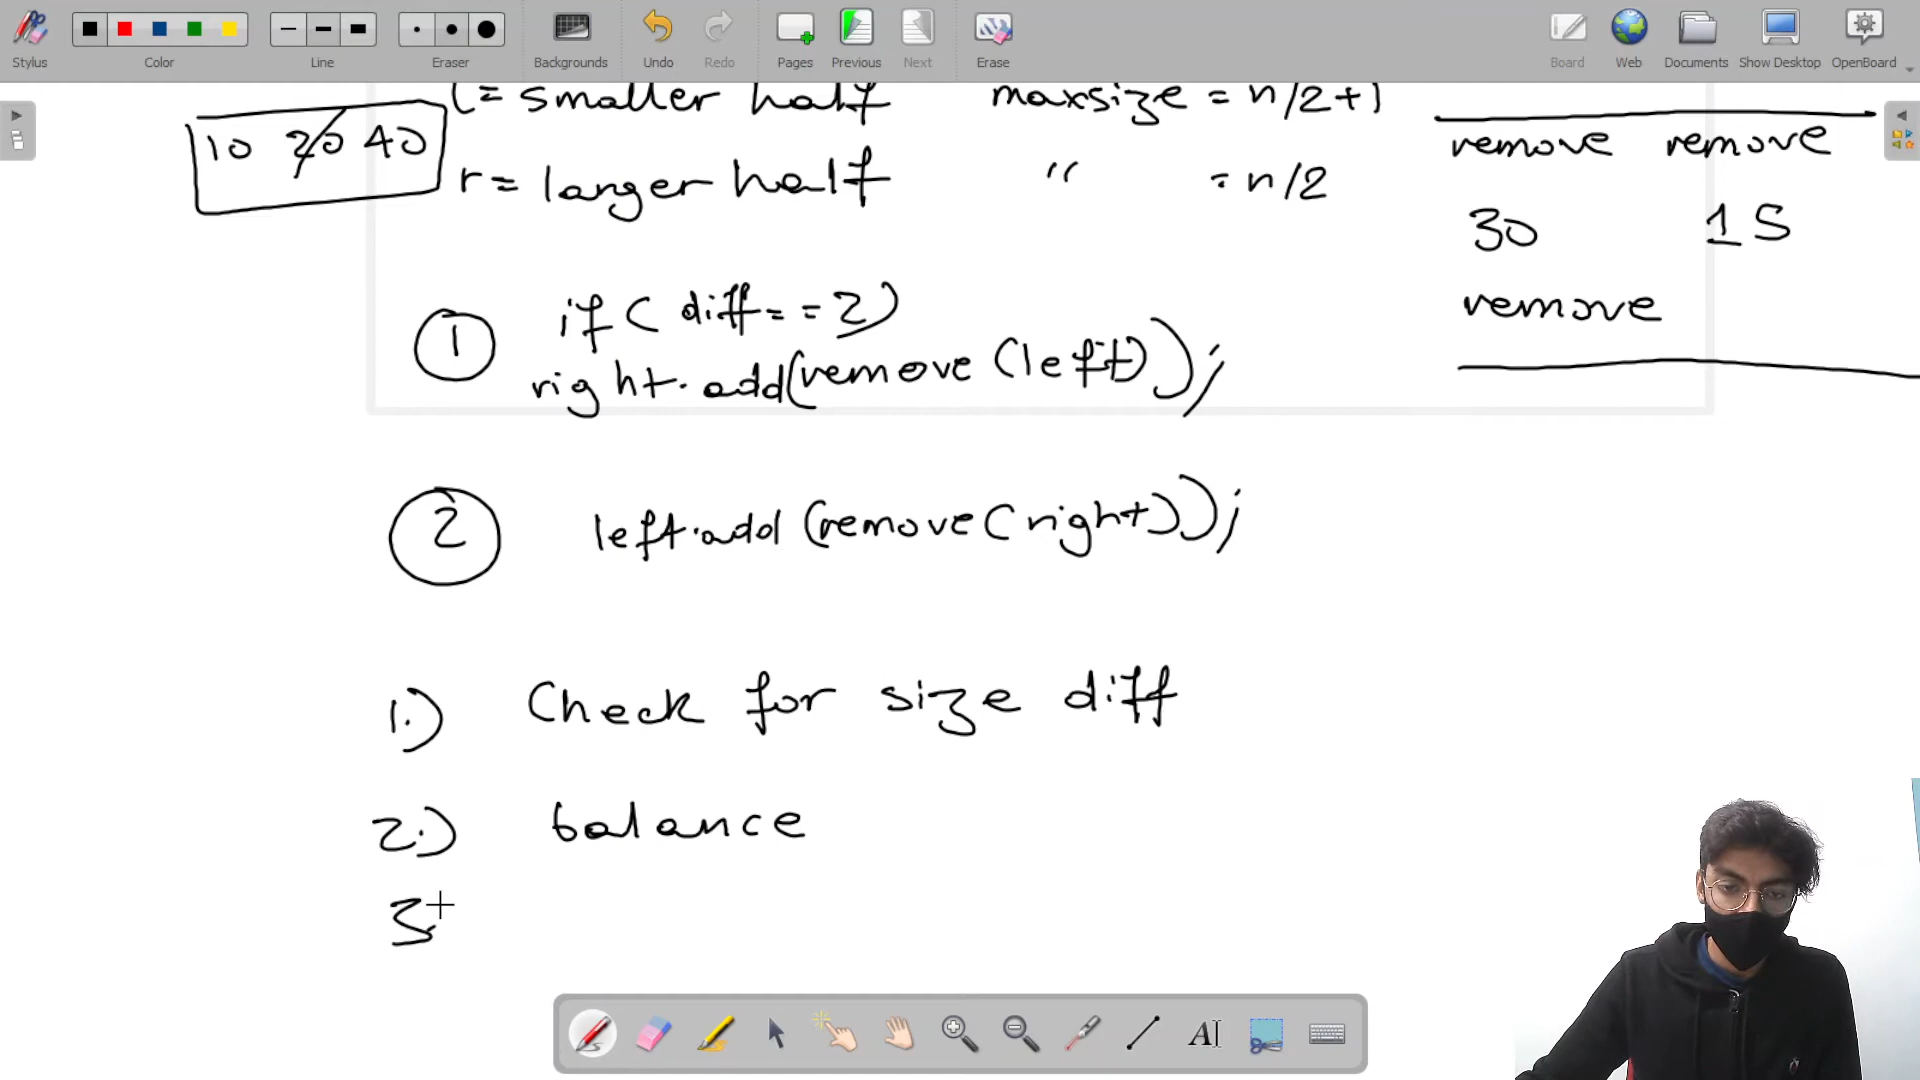 Stylus
Color
Line
Eraser
Backgrounds
Undo
Redo
Pages
Previous
Next
Erase
Board
Web
Documents
Show Desktop
OpenBoard
10 20 40
l = smaller half maxsize = n/2+1
r = larger half " = n/2
remove remove
30 15
remove
1 if ( diff == 2)
right.add(remove (left));
2 left.add (remove (right));
1.) Check for size diff
2.) balance
3
AI